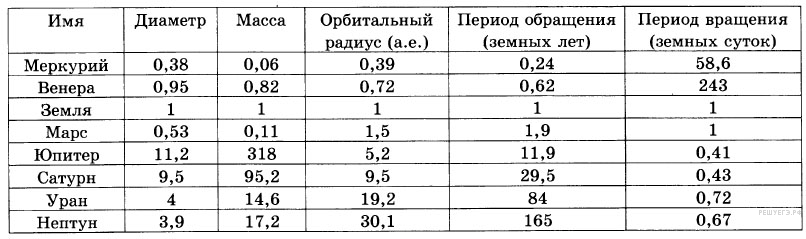 Имя Диаметр Масса Орбитальный радиус (а.е.) Период обращения (земных лет) Период вращения (земных суток)
Меркурий 0,38 0,06 0,39 0,24 58,6
Венера 0,95 0,82 0,72 0,62 243
Земля 1 1 1 1 1
Марс 0,53 0,11 1,5 1,9 1
Юпитер 11,2 318 5,2 11,9 0,41
Сатурн 9,5 95,2 9,5 29,5 0,43
Уран 4 14,6 19,2 84 0,72
Нептун 3,9 17,2 30,1 165 0,67
РЕШУЕГЭ.РФ